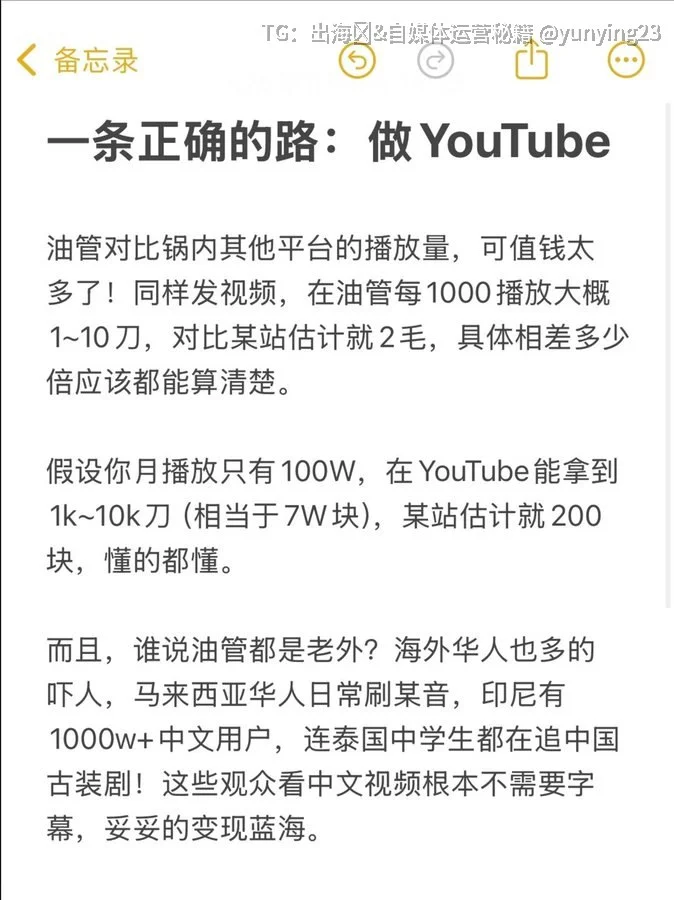 TG：出海&自媒体运营秘籍 @yunying23
备忘录
一条正确的路：做YouTube
油管对比锅内其他平台的播放量，可值钱太
多了！同样发视频，在油管每1000播放大概
1~10刀，对比某站估计就2毛，具体相差多少
倍应该都能算清楚。
假设你月播放只有100W，在YouTube能拿到
1k~10k刀（相当于7W块），某站估计就200
块，懂的都懂。
而且，谁说油管都是老外？海外华人也多的
吓人，马来西亚华人日常刷某音，印尼有
1000w+中文用户，连泰国中学生都在追中国
古装剧！这些观众看中文视频根本不需要字
幕，妥妥的变现蓝海。